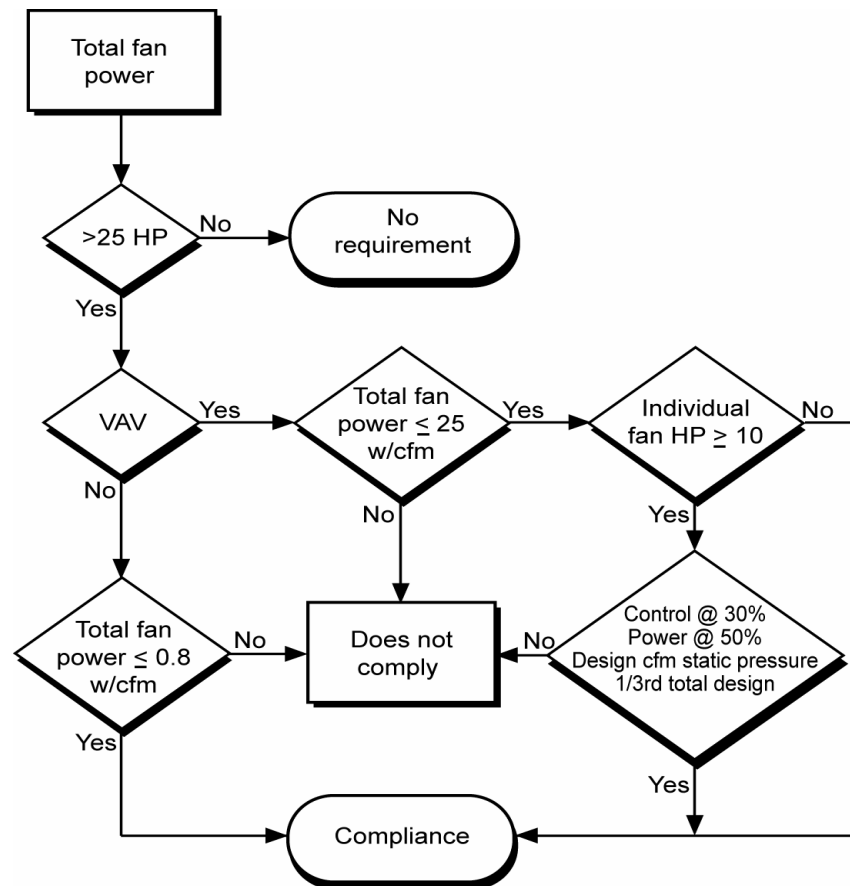 Total fan
power
>25 HP
No
No
requirement
Yes
VAV
Yes
Total fan
power ≤ 25
w/cfm
Yes
Individual
fan HP ≥ 10
No
No
No
Yes
Total fan
power ≤ 0.8
w/cfm
No
Does not
comply
No
Control @ 30%
Power @ 50%
Design cfm static pressure
1/3rd total design
Yes
Yes
Compliance